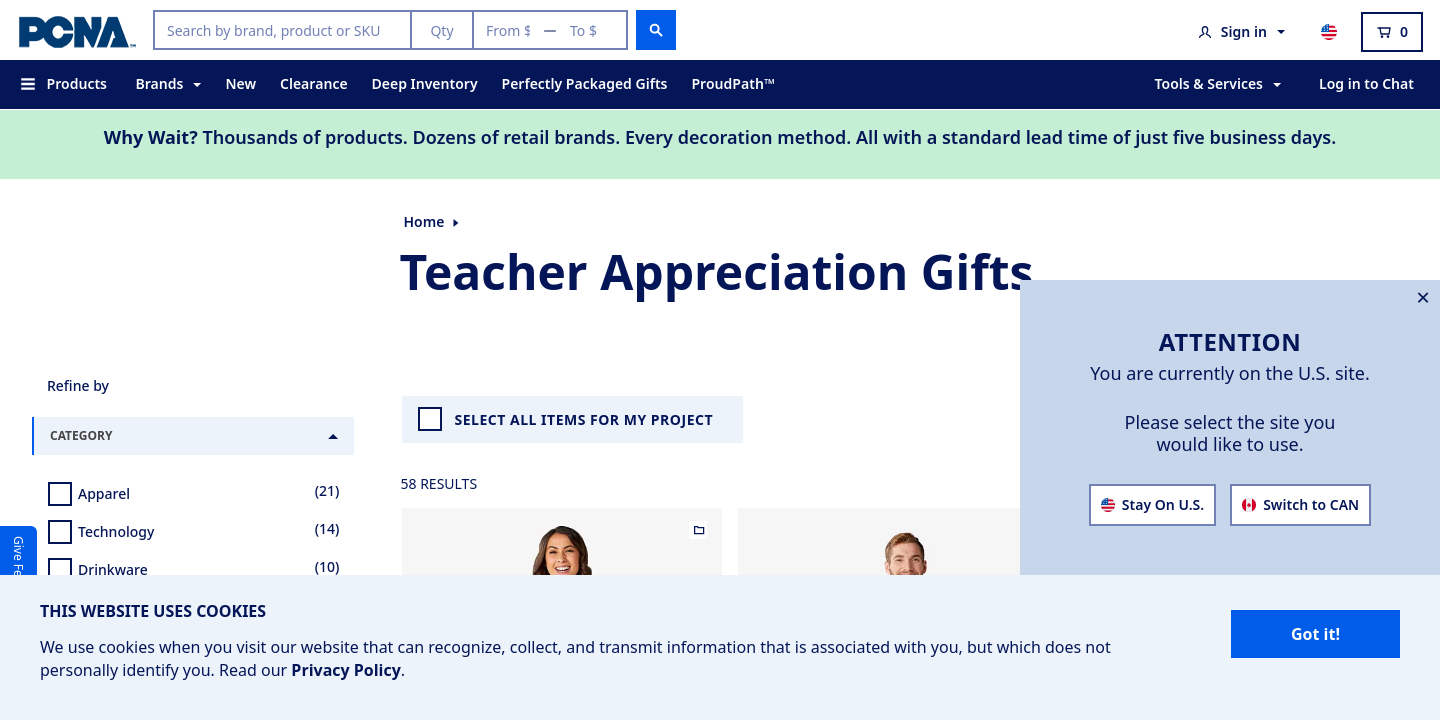 PCNA™
Search by brand, product or SKU
Qty
From $ — To $
Sign in
0
Products
Brands
New
Clearance
Deep Inventory
Perfectly Packaged Gifts
ProudPath™
Tools & Services
Log in to Chat
Why Wait? Thousands of products. Dozens of retail brands. Every decoration method. All with a standard lead time of just five business days.
Home
Teacher Appreciation Gifts
ATTENTION
You are currently on the U.S. site.
Please select the site you
would like to use.
Stay On U.S.
Switch to CAN
Refine by
CATEGORY
Apparel (21)
Technology (14)
Drinkware (10)
SELECT ALL ITEMS FOR MY PROJECT
58 RESULTS
Give
THIS WEBSITE USES COOKIES
We use cookies when you visit our website that can recognize, collect, and transmit information that is associated with you, but which does not
personally identify you. Read our Privacy Policy.
Got it!